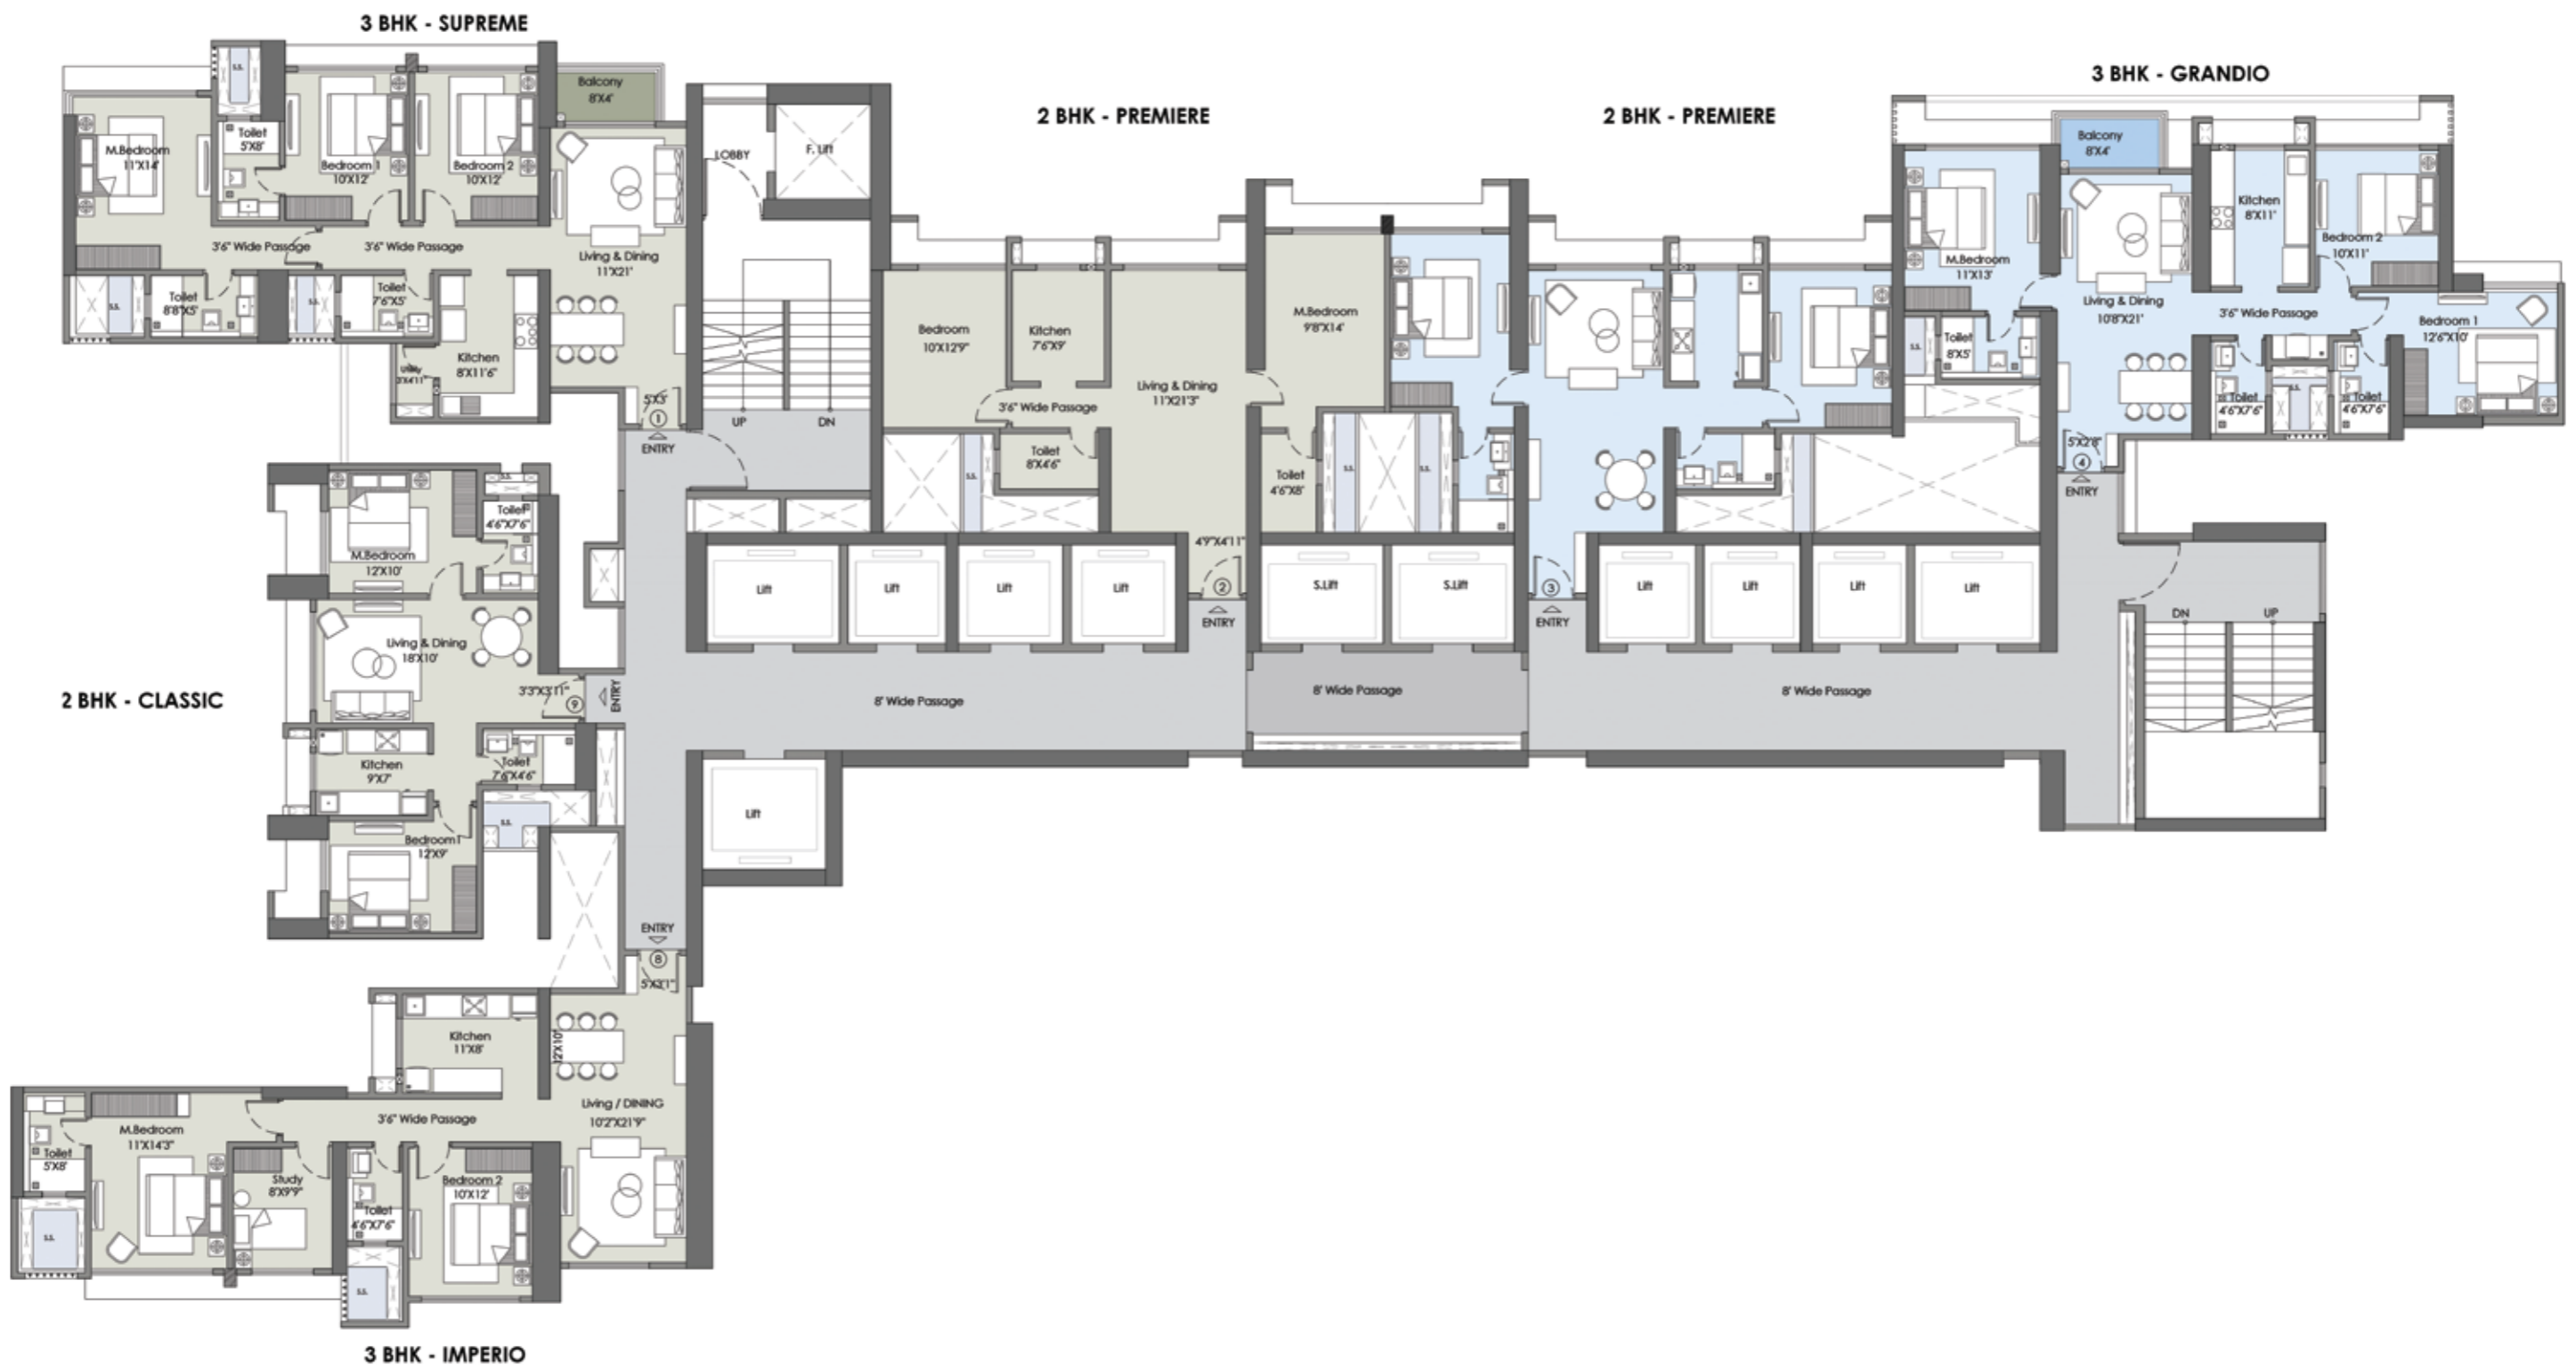 3 BHK - SUPREME
S.S.
M.Bedroom
11'X14'
Toilet
5'X8'
Bedroom 1
10'X12'
Bedroom 2
10'X12'
Balcony
8'X4'
3'6" Wide Passage
3'6" Wide Passage
Living & Dining
11'X21'
S.S.
Toilet
8'8"X5'
S.S.
Toilet
7'6"X5'
Kitchen
8'X11'6"
Utility
3'X4'11"
5'X3'
1
ENTRY
LOBBY
F. Lift
UP
DN
2 BHK - PREMIERE
Bedroom
10'X12'9"
Kitchen
7'6"X9'
Living & Dining
11'X21'3"
3'6" Wide Passage
S.S.
Toilet
8'X4'6"
M.Bedroom
9'8"X14'
Toilet
4'6"X8'
S.S.
S.S.
4'9"X4'11"
2
ENTRY
2 BHK - PREMIERE
3
ENTRY
3 BHK - GRANDIO
Balcony
8'X4'
M.Bedroom
11'X13'
Kitchen
8'X11'
Bedroom 2
10'X11'
Living & Dining
10'8"X21'
3'6" Wide Passage
Bedroom 1
12'6"X10'
S.S.
Toilet
8'X5'
Toilet
4'6"X7'6"
S.S.
Toilet
4'6"X7'6"
5'X2'8"
4
ENTRY
DN
UP
Lift
Lift
Lift
Lift
S.Lift
S.Lift
Lift
Lift
Lift
Lift
8' Wide Passage
8' Wide Passage
8' Wide Passage
Lift
2 BHK - CLASSIC
S.S.
Toilet
4'6"X7'6"
M.Bedroom
12'X10'
Living & Dining
18'X10'
3'3"X3'11"
9
ENTRY
Kitchen
9'X7'
Toilet
7'6"X4'6"
S.S.
Bedroom1
12'X9'
ENTRY
8
5'X3'1"
Kitchen
11'X8'
12'X10'
Living / DINING
10'2"X21'9"
3'6" Wide Passage
M.Bedroom
11'X14'3"
Toilet
5'X8'
Study
8'X9'9"
Toilet
4'6"X7'6"
Bedroom 2
10'X12'
S.S.
S.S.
3 BHK - IMPERIO